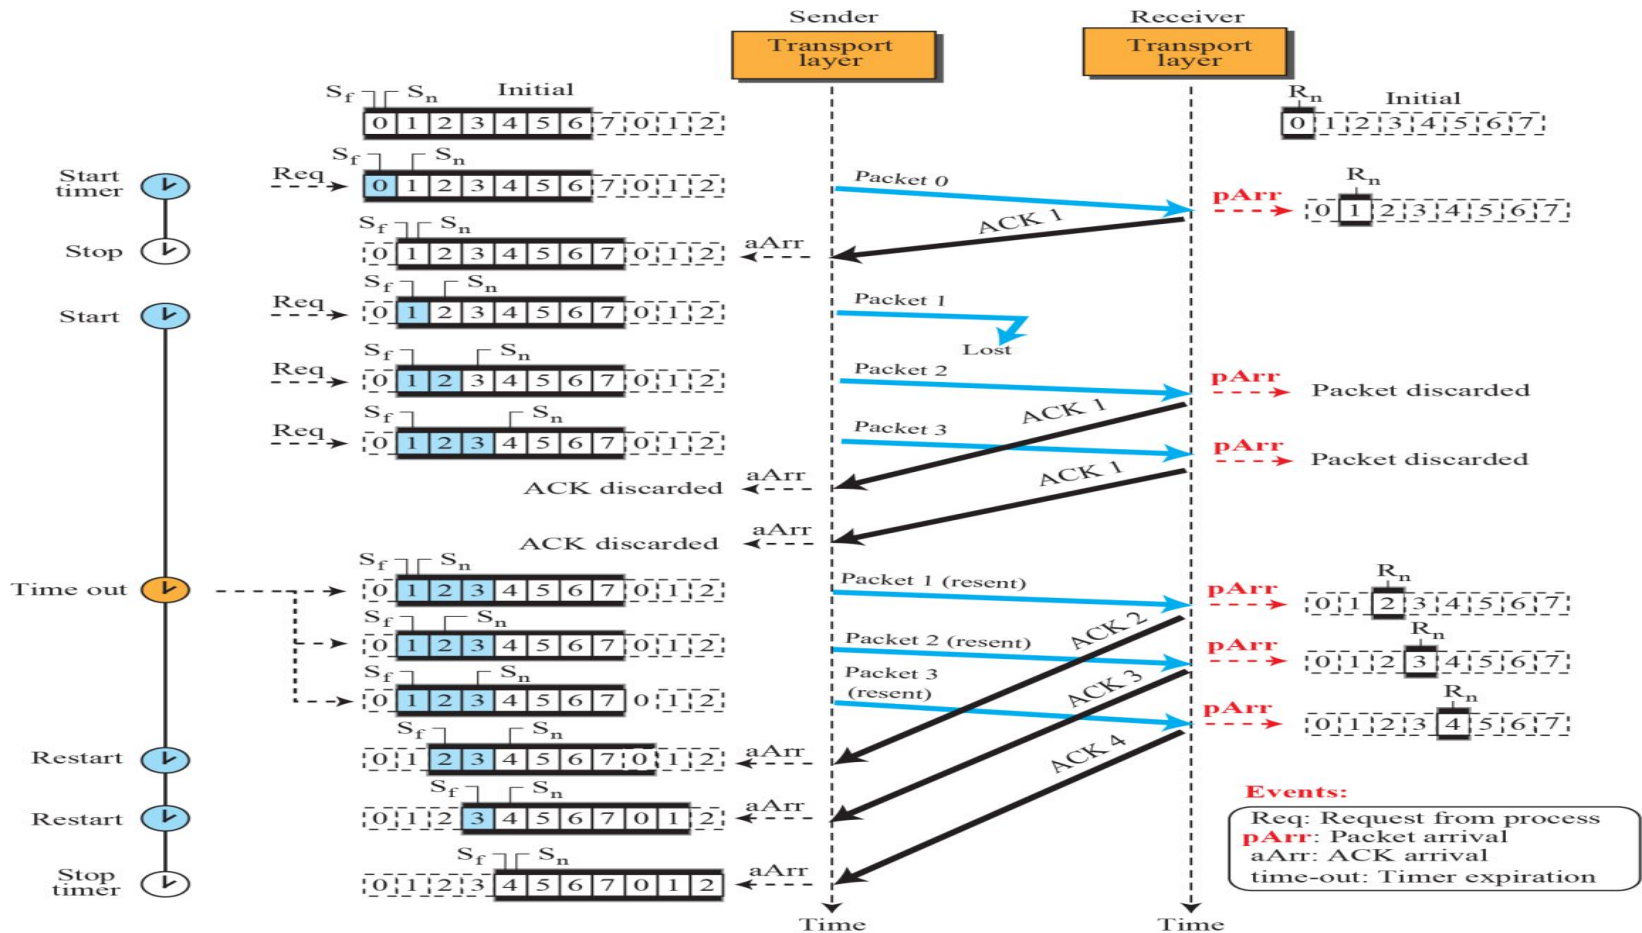 Sender Receiver
Transport layer Transport layer
Sf Sn Initial
0 1 2 3 4 5 6 7 0 1 2
Rn Initial
0 1 2 3 4 5 6 7
Start timer
Req
Sf Sn
0 1 2 3 4 5 6 7 0 1 2
Packet 0
pArr
Rn
0 1 2 3 4 5 6 7
ACK 1
Stop
Sf Sn
0 1 2 3 4 5 6 7 0 1 2
aArr
Start
Req
Sf Sn
0 1 2 3 4 5 6 7 0 1 2
Packet 1
Lost
Req
Sf Sn
0 1 2 3 4 5 6 7 0 1 2
Packet 2
pArr
Packet discarded
ACK 1
Req
Sf Sn
0 1 2 3 4 5 6 7 0 1 2
Packet 3
pArr
Packet discarded
ACK 1
ACK discarded
aArr
ACK discarded
aArr
Time out
Sf Sn
0 1 2 3 4 5 6 7 0 1 2
Packet 1 (resent)
pArr
Rn
0 1 2 3 4 5 6 7
ACK 2
Sf Sn
0 1 2 3 4 5 6 7 0 1 2
Packet 2 (resent)
pArr
Rn
0 1 2 3 4 5 6 7
ACK 3
Sf Sn
0 1 2 3 4 5 6 7 0 1 2
Packet 3
(resent)
pArr
Rn
0 1 2 3 4 5 6 7
ACK 4
Restart
Sf Sn
0 1 2 3 4 5 6 7 0 1 2
aArr
Restart
Sf Sn
0 1 2 3 4 5 6 7 0 1 2
aArr
Stop timer
Sf Sn
0 1 2 3 4 5 6 7 0 1 2
aArr
Events:
Req: Request from process
pArr: Packet arrival
aArr: ACK arrival
time-out: Timer expiration
Time Time